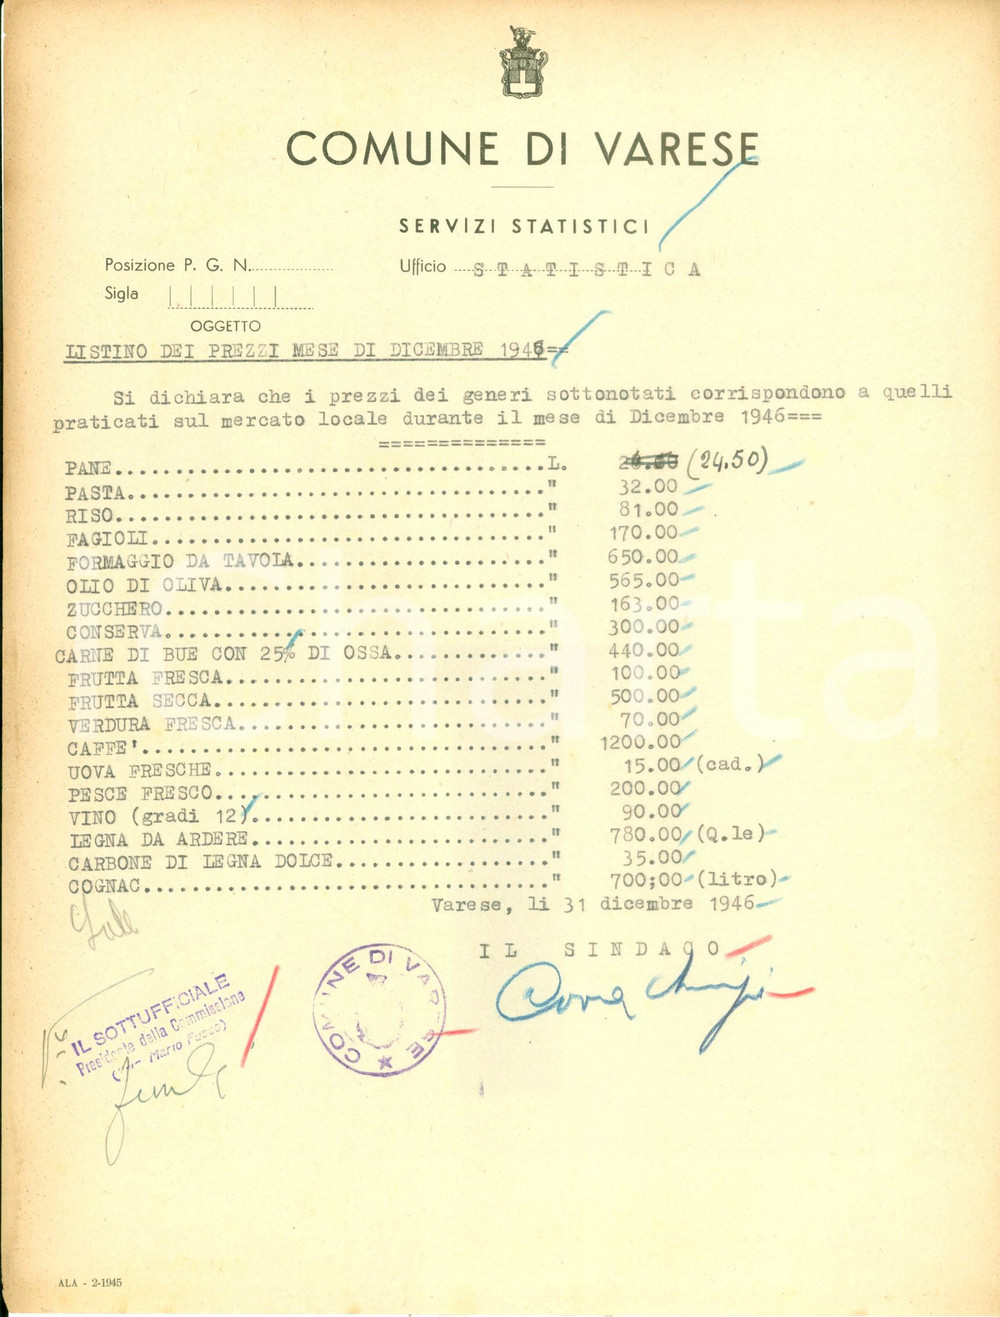 COMUNE DI VARESE
SERVIZI STATISTICI
Posizione P. G. N.
Ufficio STATISTICA
Sigla
OGGETTO
LISTINO DEI PREZZI MESE DI DICEMBRE 1946==
Si dichiara che i prezzi dei generi sottonotati corrispondono a quelli
praticati sul mercato locale durante il mese di Dicembre 1946===
===============
PANE....................................L. (24.50)
PASTA...................................." 32.00
RISO....................................." 81.00
FAGIOLI.................................." 170.00
FORMAGGIO DA TAVOLA......................" 650.00
OLIO DI OLIVA............................" 565.00
ZUCCHERO................................." 163.00
CONSERVA................................." 300.00
CARNE DI BUE CON 25% DI OSSA............." 440.00
FRUTTA FRESCA............................" 100.00
FRUTTA SECCA............................." 500.00
VERDURA FRESCA..........................." 70.00
CAFFE'..................................." 1200.00
UOVA FRESCHE............................." 15.00 (cad.)
PESCE FRESCO............................." 200.00
VINO (gradi 12).........................." 90.00
LEGNA DA ARDERE.........................." 780.00 (Q.le)
CARBONE DI LEGNA DOLCE..................." 35.00
COGNAC..................................." 700;00 (litro)
Varese, li 31 dicembre 1946
IL SINDACO
COMUNE DI VARESE
IL SOTTUFFICIALE
Presidente della Commissione
Mario Fusco)
ALA - 2-1945